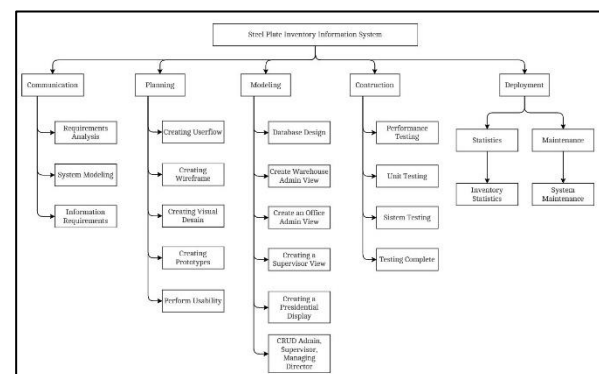 Steel Plate Inventory Information System
Communication
Planning
Modeling
Contruction
Deployment
Requirements
Analysis
System Modeling
Information
Requirements
Creating Userflow
Creating
Wireframe
Creating Visual
Desain
Creating
Prototypes
Perform Usability
Database Design
Create Warehouse
Admin View
Create an Office
Admin View
Creating a
Supervisor View
Creating a
Presidential
Display
CRUD Admin,
Supervisor,
Managing
Director
Performance
Testing
Unit Testing
Sistem Testing
Testing Complete
Statistics
Maintenance
Inventory
Statistics
System
Maintenance